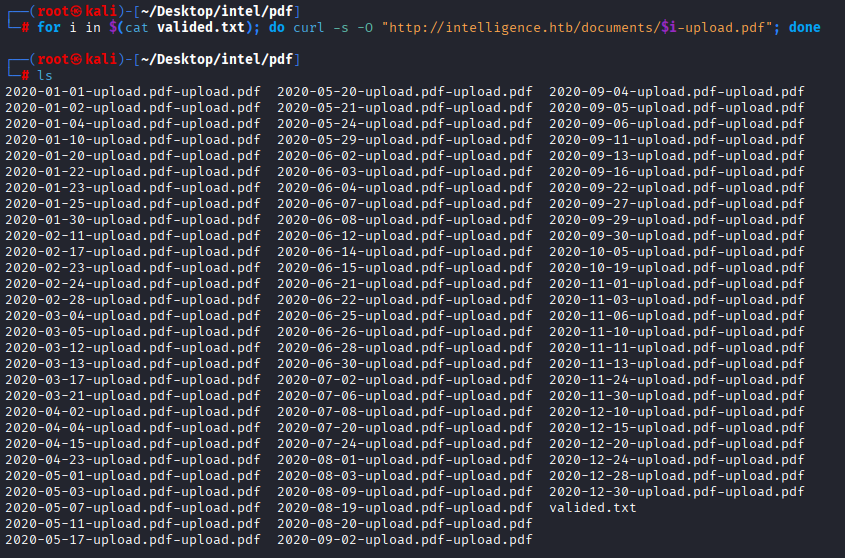 ┌──(root㉿kali)-[~/Desktop/intel/pdf]
└─# for i in $(cat valided.txt); do curl -s -O "http://intelligence.htb/documents/$i-upload.pdf"; done
┌──(root㉿kali)-[~/Desktop/intel/pdf]
└─# ls
2020-01-01-upload.pdf-upload.pdf  2020-05-20-upload.pdf-upload.pdf  2020-09-04-upload.pdf-upload.pdf
2020-01-02-upload.pdf-upload.pdf  2020-05-21-upload.pdf-upload.pdf  2020-09-05-upload.pdf-upload.pdf
2020-01-04-upload.pdf-upload.pdf  2020-05-24-upload.pdf-upload.pdf  2020-09-06-upload.pdf-upload.pdf
2020-01-10-upload.pdf-upload.pdf  2020-05-29-upload.pdf-upload.pdf  2020-09-11-upload.pdf-upload.pdf
2020-01-20-upload.pdf-upload.pdf  2020-06-02-upload.pdf-upload.pdf  2020-09-13-upload.pdf-upload.pdf
2020-01-22-upload.pdf-upload.pdf  2020-06-03-upload.pdf-upload.pdf  2020-09-16-upload.pdf-upload.pdf
2020-01-23-upload.pdf-upload.pdf  2020-06-04-upload.pdf-upload.pdf  2020-09-22-upload.pdf-upload.pdf
2020-01-25-upload.pdf-upload.pdf  2020-06-07-upload.pdf-upload.pdf  2020-09-27-upload.pdf-upload.pdf
2020-01-30-upload.pdf-upload.pdf  2020-06-08-upload.pdf-upload.pdf  2020-09-29-upload.pdf-upload.pdf
2020-02-11-upload.pdf-upload.pdf  2020-06-12-upload.pdf-upload.pdf  2020-09-30-upload.pdf-upload.pdf
2020-02-17-upload.pdf-upload.pdf  2020-06-14-upload.pdf-upload.pdf  2020-10-05-upload.pdf-upload.pdf
2020-02-23-upload.pdf-upload.pdf  2020-06-15-upload.pdf-upload.pdf  2020-10-19-upload.pdf-upload.pdf
2020-02-24-upload.pdf-upload.pdf  2020-06-21-upload.pdf-upload.pdf  2020-11-01-upload.pdf-upload.pdf
2020-02-28-upload.pdf-upload.pdf  2020-06-22-upload.pdf-upload.pdf  2020-11-03-upload.pdf-upload.pdf
2020-03-04-upload.pdf-upload.pdf  2020-06-25-upload.pdf-upload.pdf  2020-11-06-upload.pdf-upload.pdf
2020-03-05-upload.pdf-upload.pdf  2020-06-26-upload.pdf-upload.pdf  2020-11-10-upload.pdf-upload.pdf
2020-03-12-upload.pdf-upload.pdf  2020-06-28-upload.pdf-upload.pdf  2020-11-11-upload.pdf-upload.pdf
2020-03-13-upload.pdf-upload.pdf  2020-06-30-upload.pdf-upload.pdf  2020-11-13-upload.pdf-upload.pdf
2020-03-17-upload.pdf-upload.pdf  2020-07-02-upload.pdf-upload.pdf  2020-11-24-upload.pdf-upload.pdf
2020-03-21-upload.pdf-upload.pdf  2020-07-06-upload.pdf-upload.pdf  2020-11-30-upload.pdf-upload.pdf
2020-04-02-upload.pdf-upload.pdf  2020-07-08-upload.pdf-upload.pdf  2020-12-10-upload.pdf-upload.pdf
2020-04-04-upload.pdf-upload.pdf  2020-07-20-upload.pdf-upload.pdf  2020-12-15-upload.pdf-upload.pdf
2020-04-15-upload.pdf-upload.pdf  2020-07-24-upload.pdf-upload.pdf  2020-12-20-upload.pdf-upload.pdf
2020-04-23-upload.pdf-upload.pdf  2020-08-01-upload.pdf-upload.pdf  2020-12-24-upload.pdf-upload.pdf
2020-05-01-upload.pdf-upload.pdf  2020-08-03-upload.pdf-upload.pdf  2020-12-28-upload.pdf-upload.pdf
2020-05-03-upload.pdf-upload.pdf  2020-08-09-upload.pdf-upload.pdf  2020-12-30-upload.pdf-upload.pdf
2020-05-07-upload.pdf-upload.pdf  2020-08-19-upload.pdf-upload.pdf  valided.txt
2020-05-11-upload.pdf-upload.pdf  2020-08-20-upload.pdf-upload.pdf
2020-05-17-upload.pdf-upload.pdf  2020-09-02-upload.pdf-upload.pdf